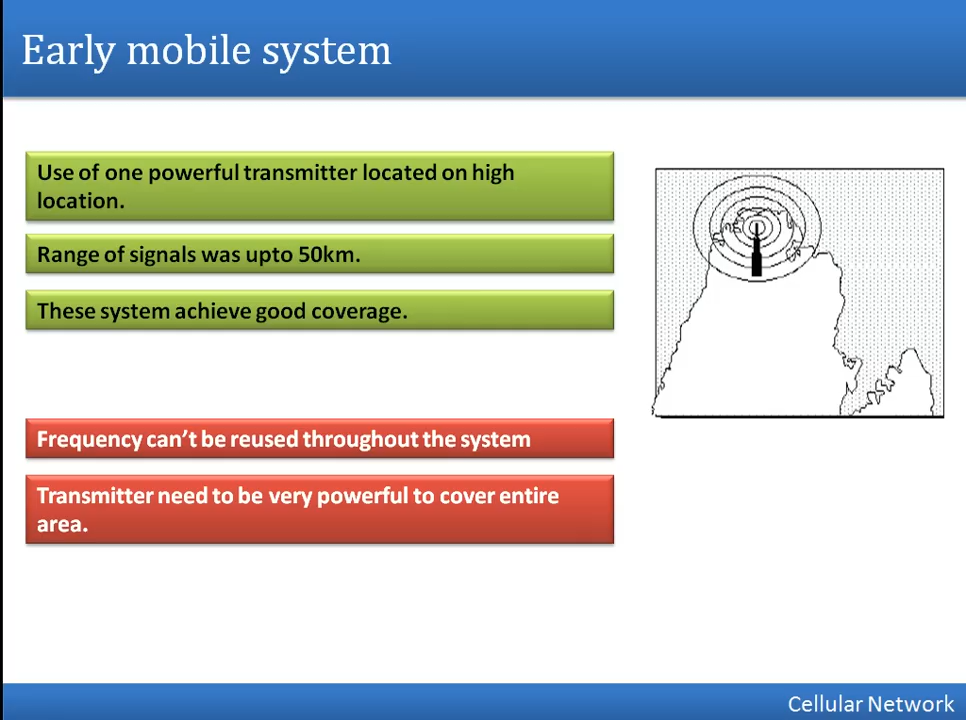 Early mobile system
Use of one powerful transmitter located on high
location.
Range of signals was upto 50km.
These system achieve good coverage.
Frequency can’t be reused throughout the system
Transmitter need to be very powerful to cover entire
area.
Cellular Network